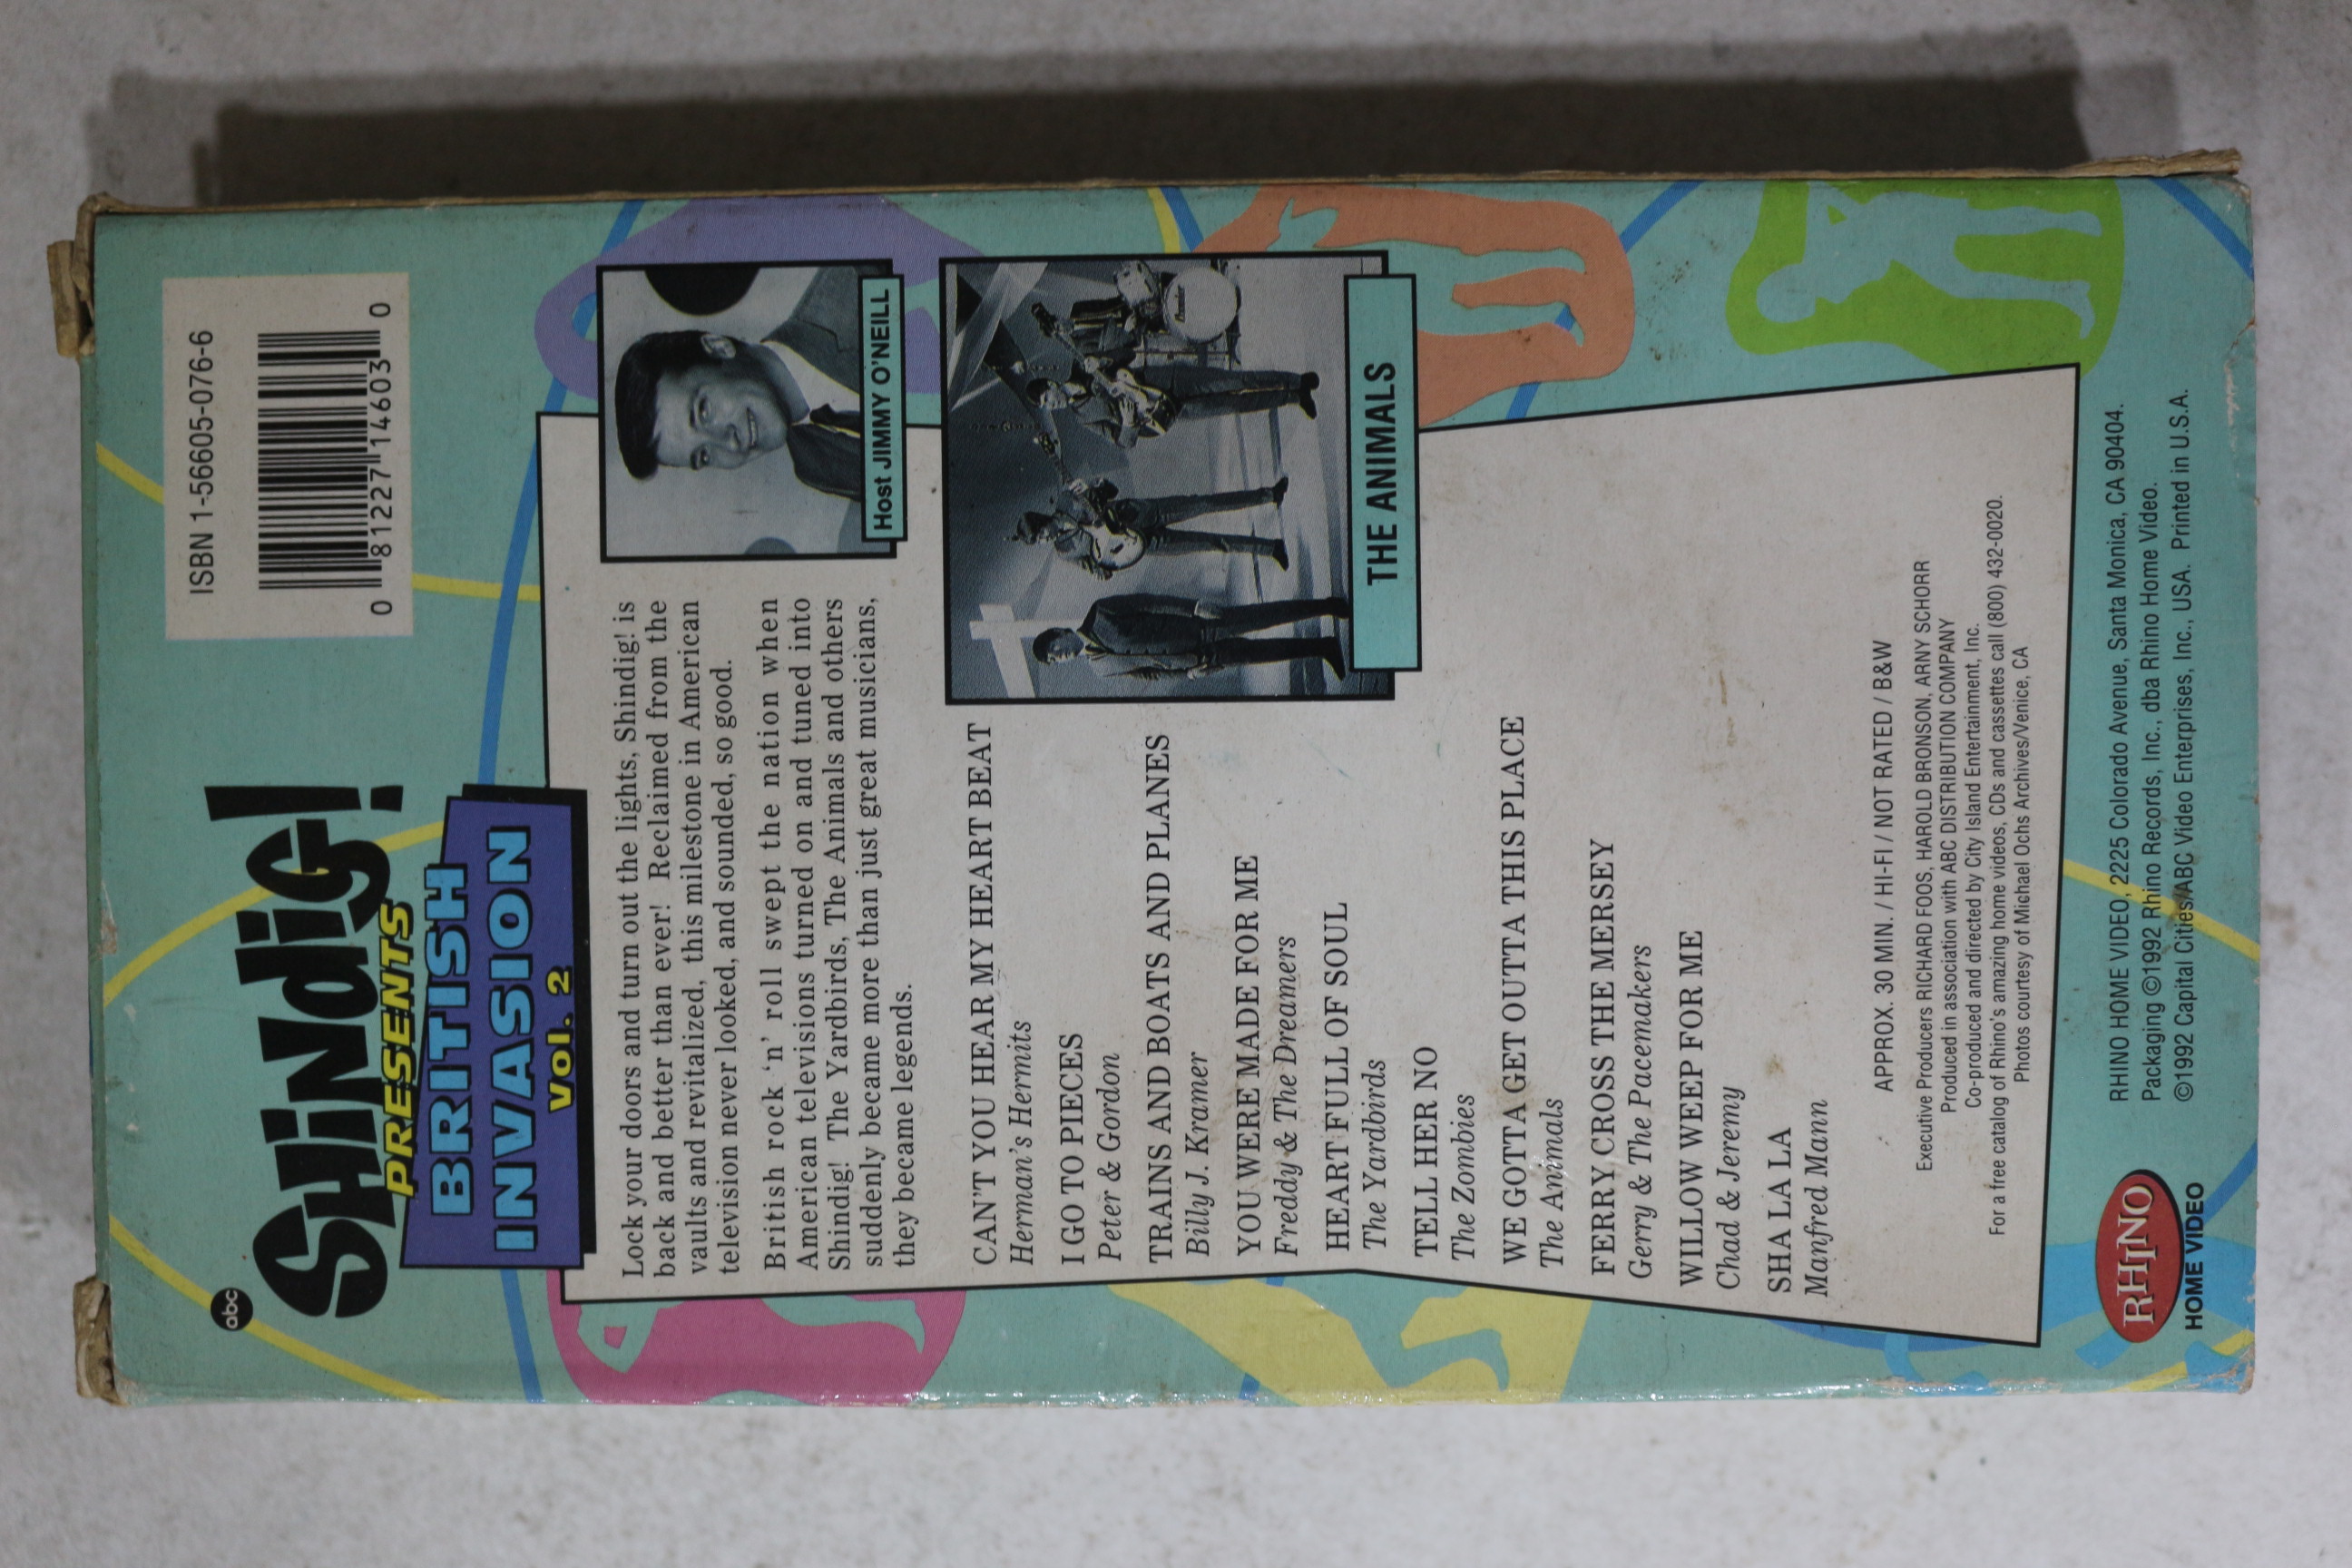 abc
SHiNdiG!
PRESENTS
BRITISH
INVASION
Vol. 2
ISBN 1-56605-076-6
0 81227 14603 0
Lock your doors and turn out the lights, Shindig! is
back and better than ever! Reclaimed from the
vaults and revitalized, this milestone in American
television never looked, and sounded, so good.
British rock 'n' roll swept the nation when
American televisions turned on and tuned into
Shindig! The Yardbirds, The Animals and others
suddenly became more than just great musicians,
they became legends.
Host JIMMY O'NEILL
THE ANIMALS
CAN'T YOU HEAR MY HEART BEAT
Herman's Hermits
I GO TO PIECES
Peter & Gordon
TRAINS AND BOATS AND PLANES
Billy J. Kramer
YOU WERE MADE FOR ME
Freddy & The Dreamers
HEART FULL OF SOUL
The Yardbirds
TELL HER NO
The Zombies
WE GOTTA GET OUTTA THIS PLACE
The Animals
FERRY CROSS THE MERSEY
Gerry & The Pacemakers
WILLOW WEEP FOR ME
Chad & Jeremy
SHA LA LA
Manfred Mann
APPROX. 30 MIN. / HI-FI / NOT RATED / B&W
Executive Producers RICHARD FOOS, HAROLD BRONSON, ARNY SCHORR
Produced in association with ABC DISTRIBUTION COMPANY
Co-produced and directed by City Island Entertainment, Inc.
For a free catalog of Rhino's amazing home videos, CDs and cassettes call (800) 432-0020.
Photos courtesy of Michael Ochs Archives/Venice, CA
RHINO
HOME VIDEO
RHINO HOME VIDEO, 2225 Colorado Avenue, Santa Monica, CA 90404.
Packaging ©1992 Rhino Records, Inc., dba Rhino Home Video.
©1992 Capital Cities/ABC Video Enterprises, Inc., USA. Printed in U.S.A.